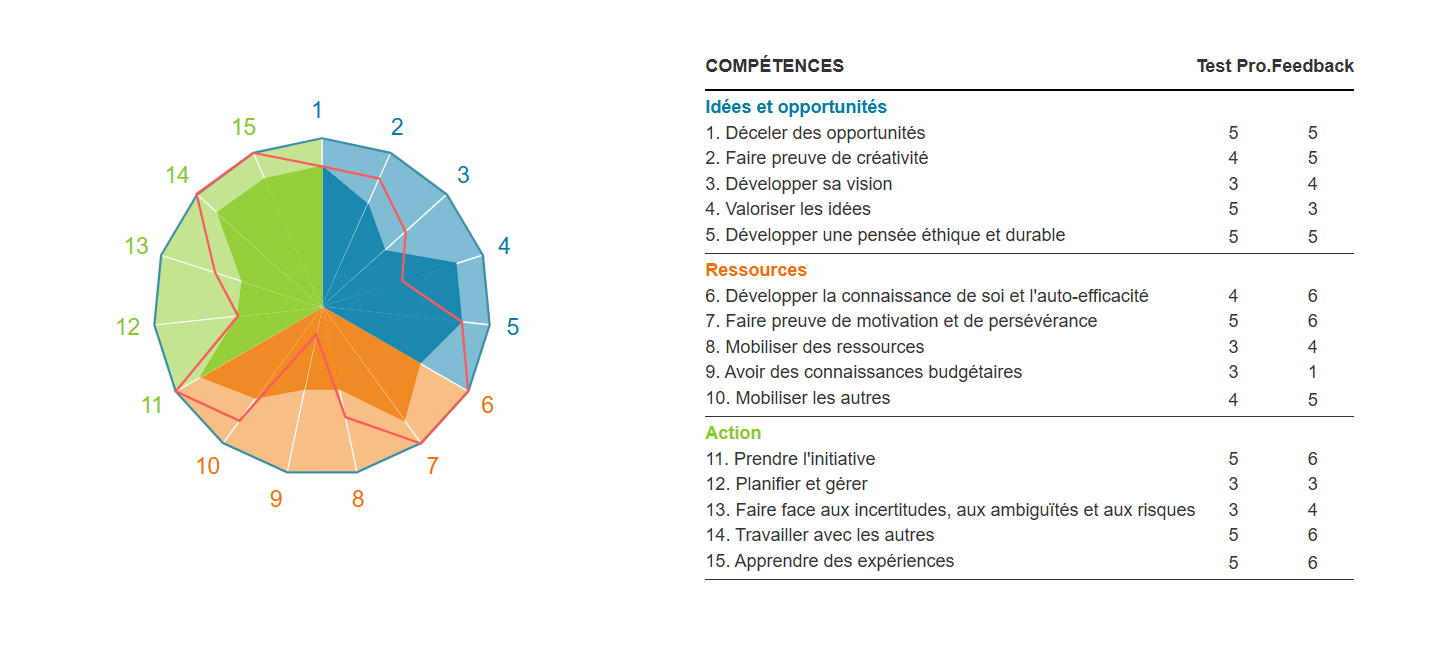 1
2
3
4
5
6
7
8
9
10
11
12
13
14
15
COMPÉTENCES Test Pro.Feedback
Idées et opportunités
1. Déceler des opportunités 5 5
2. Faire preuve de créativité 4 5
3. Développer sa vision 3 4
4. Valoriser les idées 5 3
5. Développer une pensée éthique et durable 5 5
Ressources
6. Développer la connaissance de soi et l'auto-efficacité 4 6
7. Faire preuve de motivation et de persévérance 5 6
8. Mobiliser des ressources 3 4
9. Avoir des connaissances budgétaires 3 1
10. Mobiliser les autres 4 5
Action
11. Prendre l'initiative 5 6
12. Planifier et gérer 3 3
13. Faire face aux incertitudes, aux ambiguïtés et aux risques 3 4
14. Travailler avec les autres 5 6
15. Apprendre des expériences 5 6